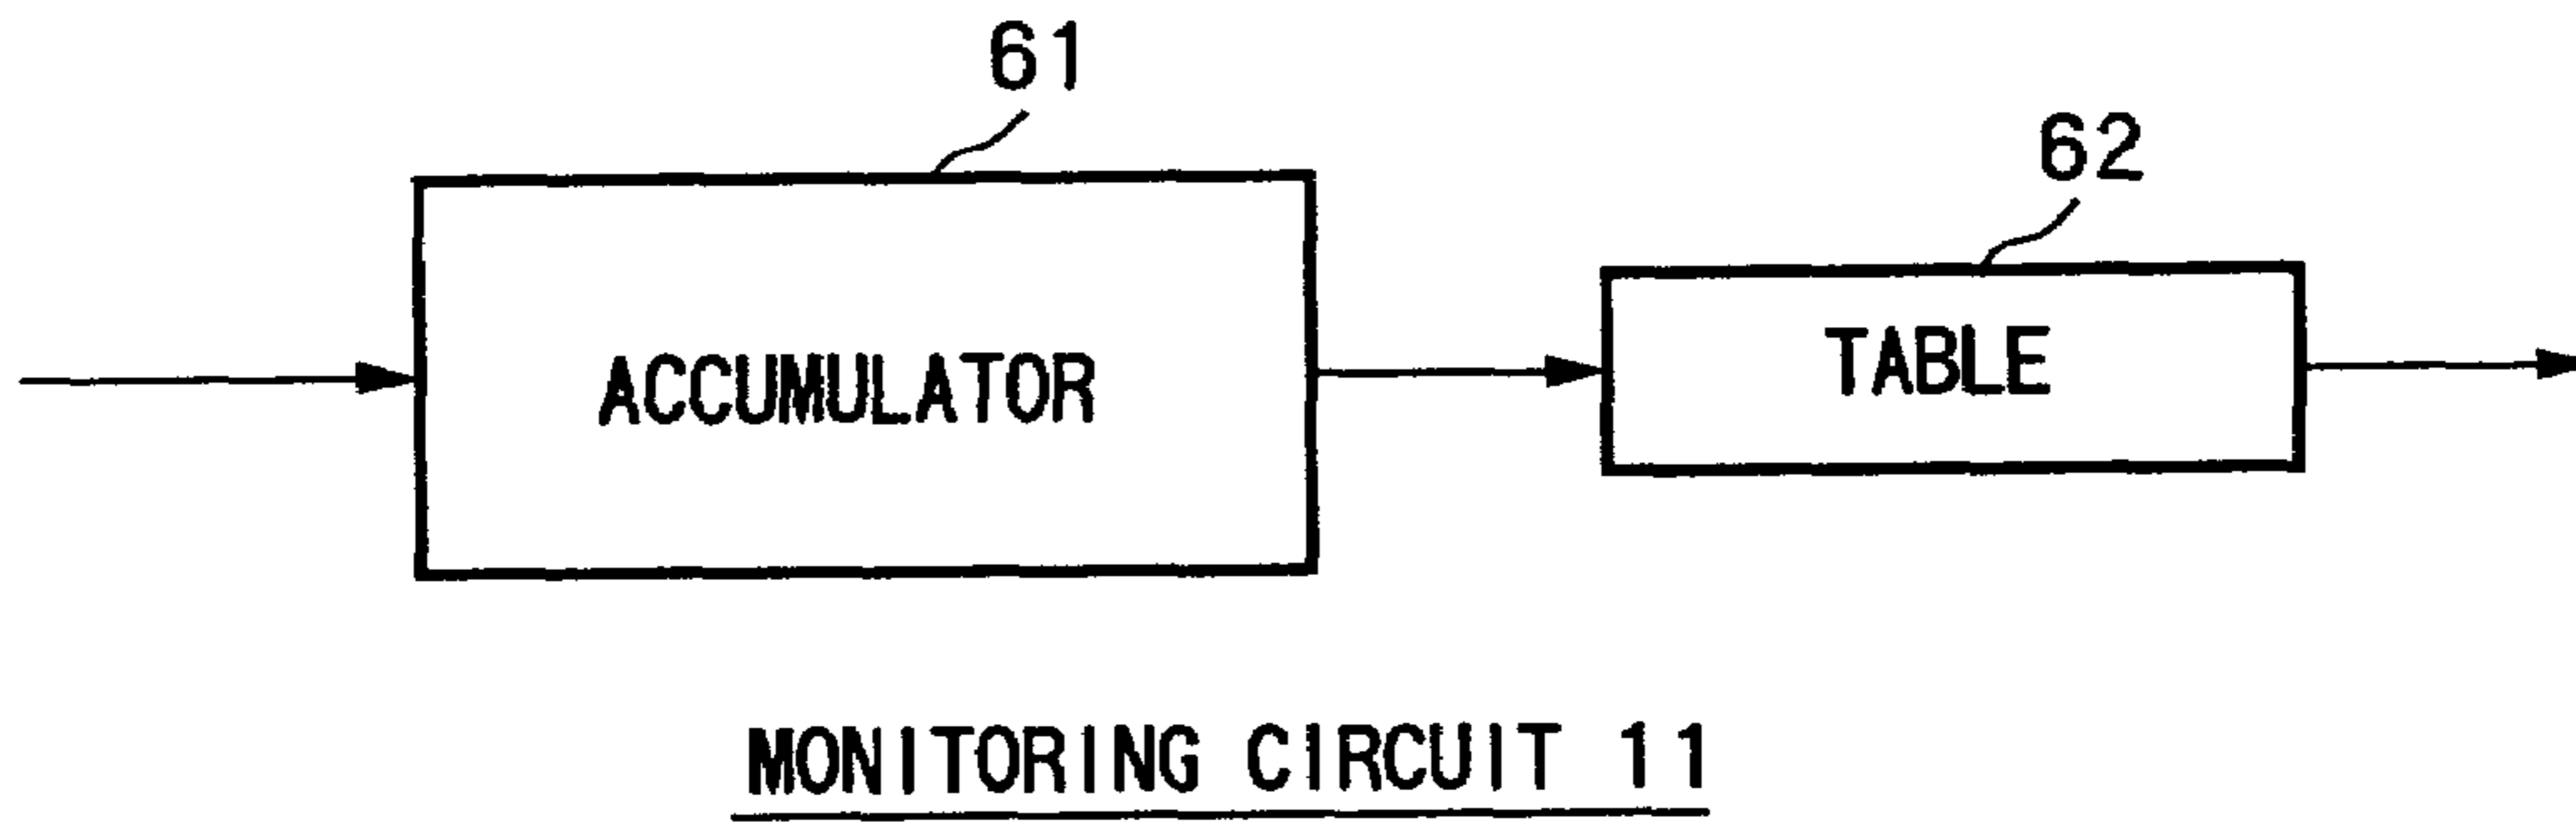 61
62
ACCUMULATOR
TABLE
MONITORING CIRCUIT 11